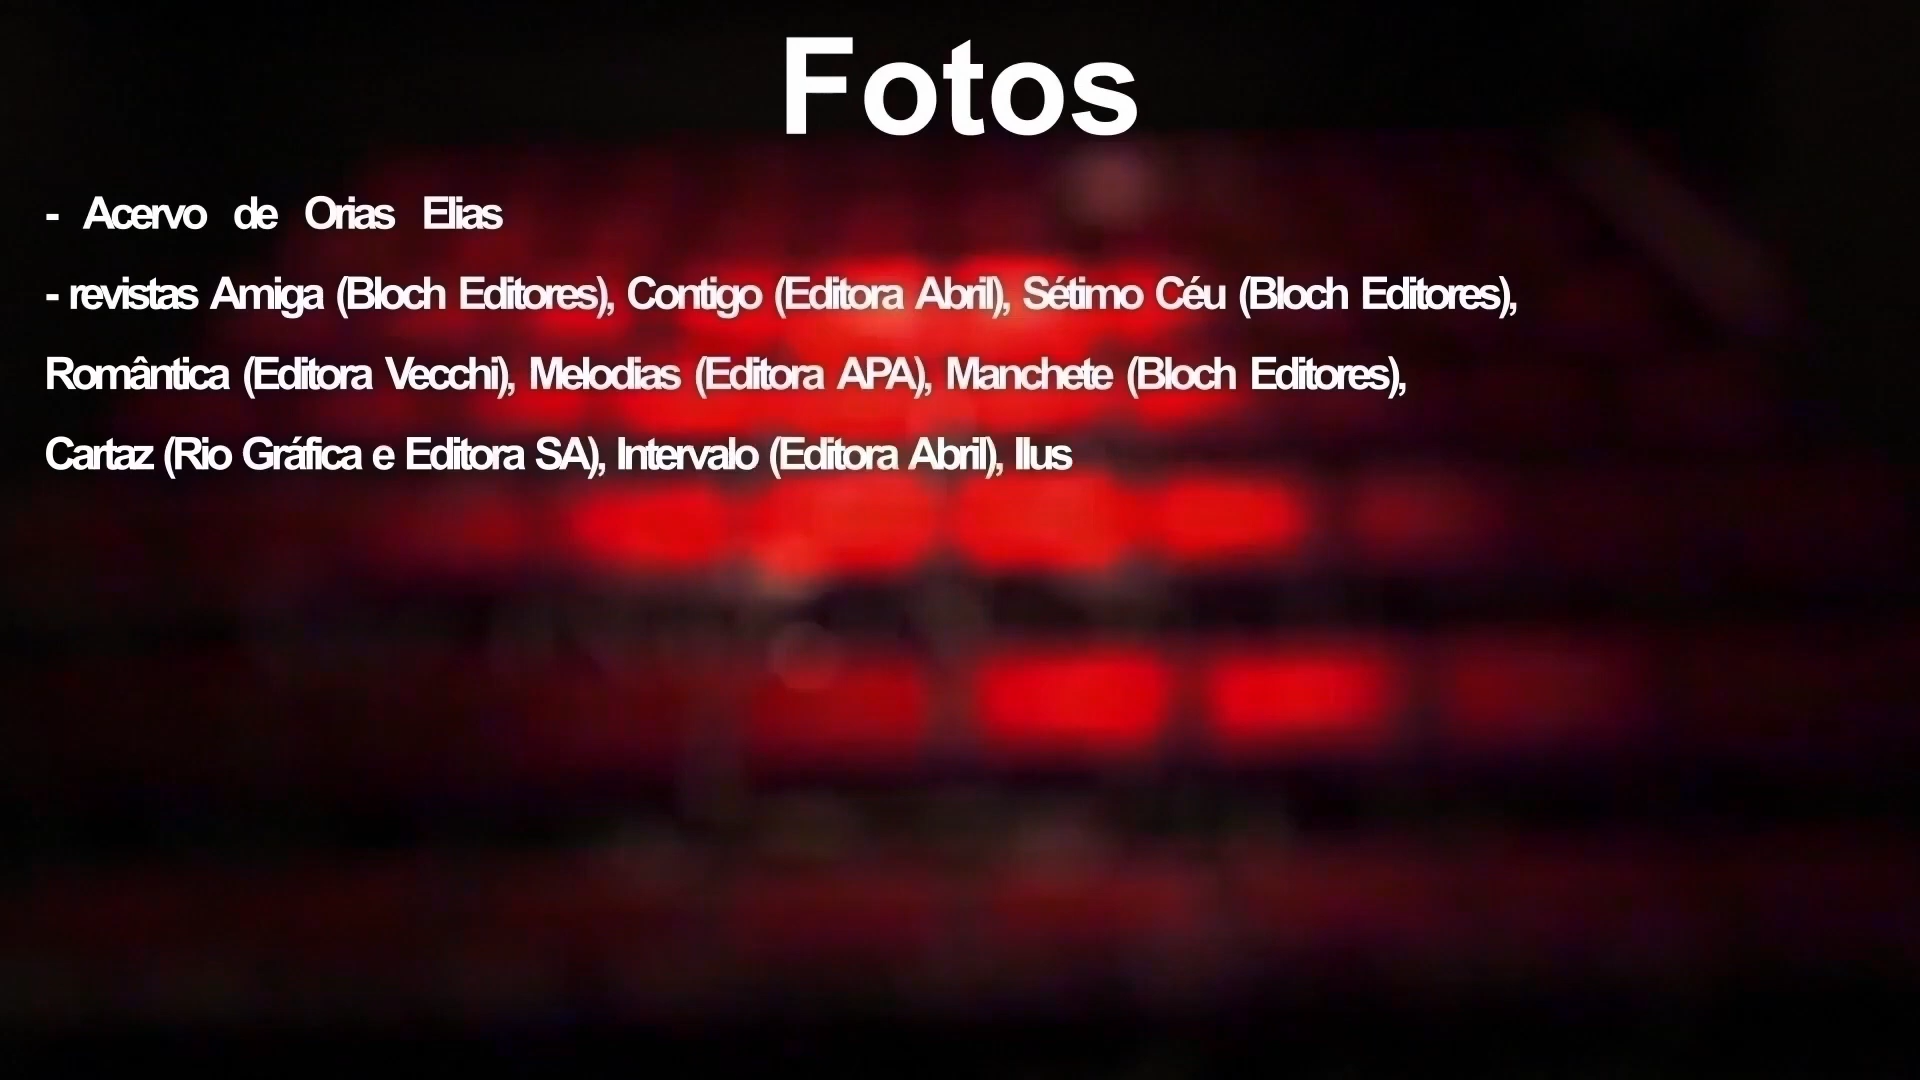 Fotos
- Acervo de Orias Elias
- revistas Amiga (Bloch Editores), Contigo (Editora Abril), Sétimo Céu (Bloch Editores),
Romântica (Editora Vecchi), Melodias (Editora APA), Manchete (Bloch Editores),
Cartaz (Rio Gráfica e Editora SA), Intervalo (Editora Abril), Ilus